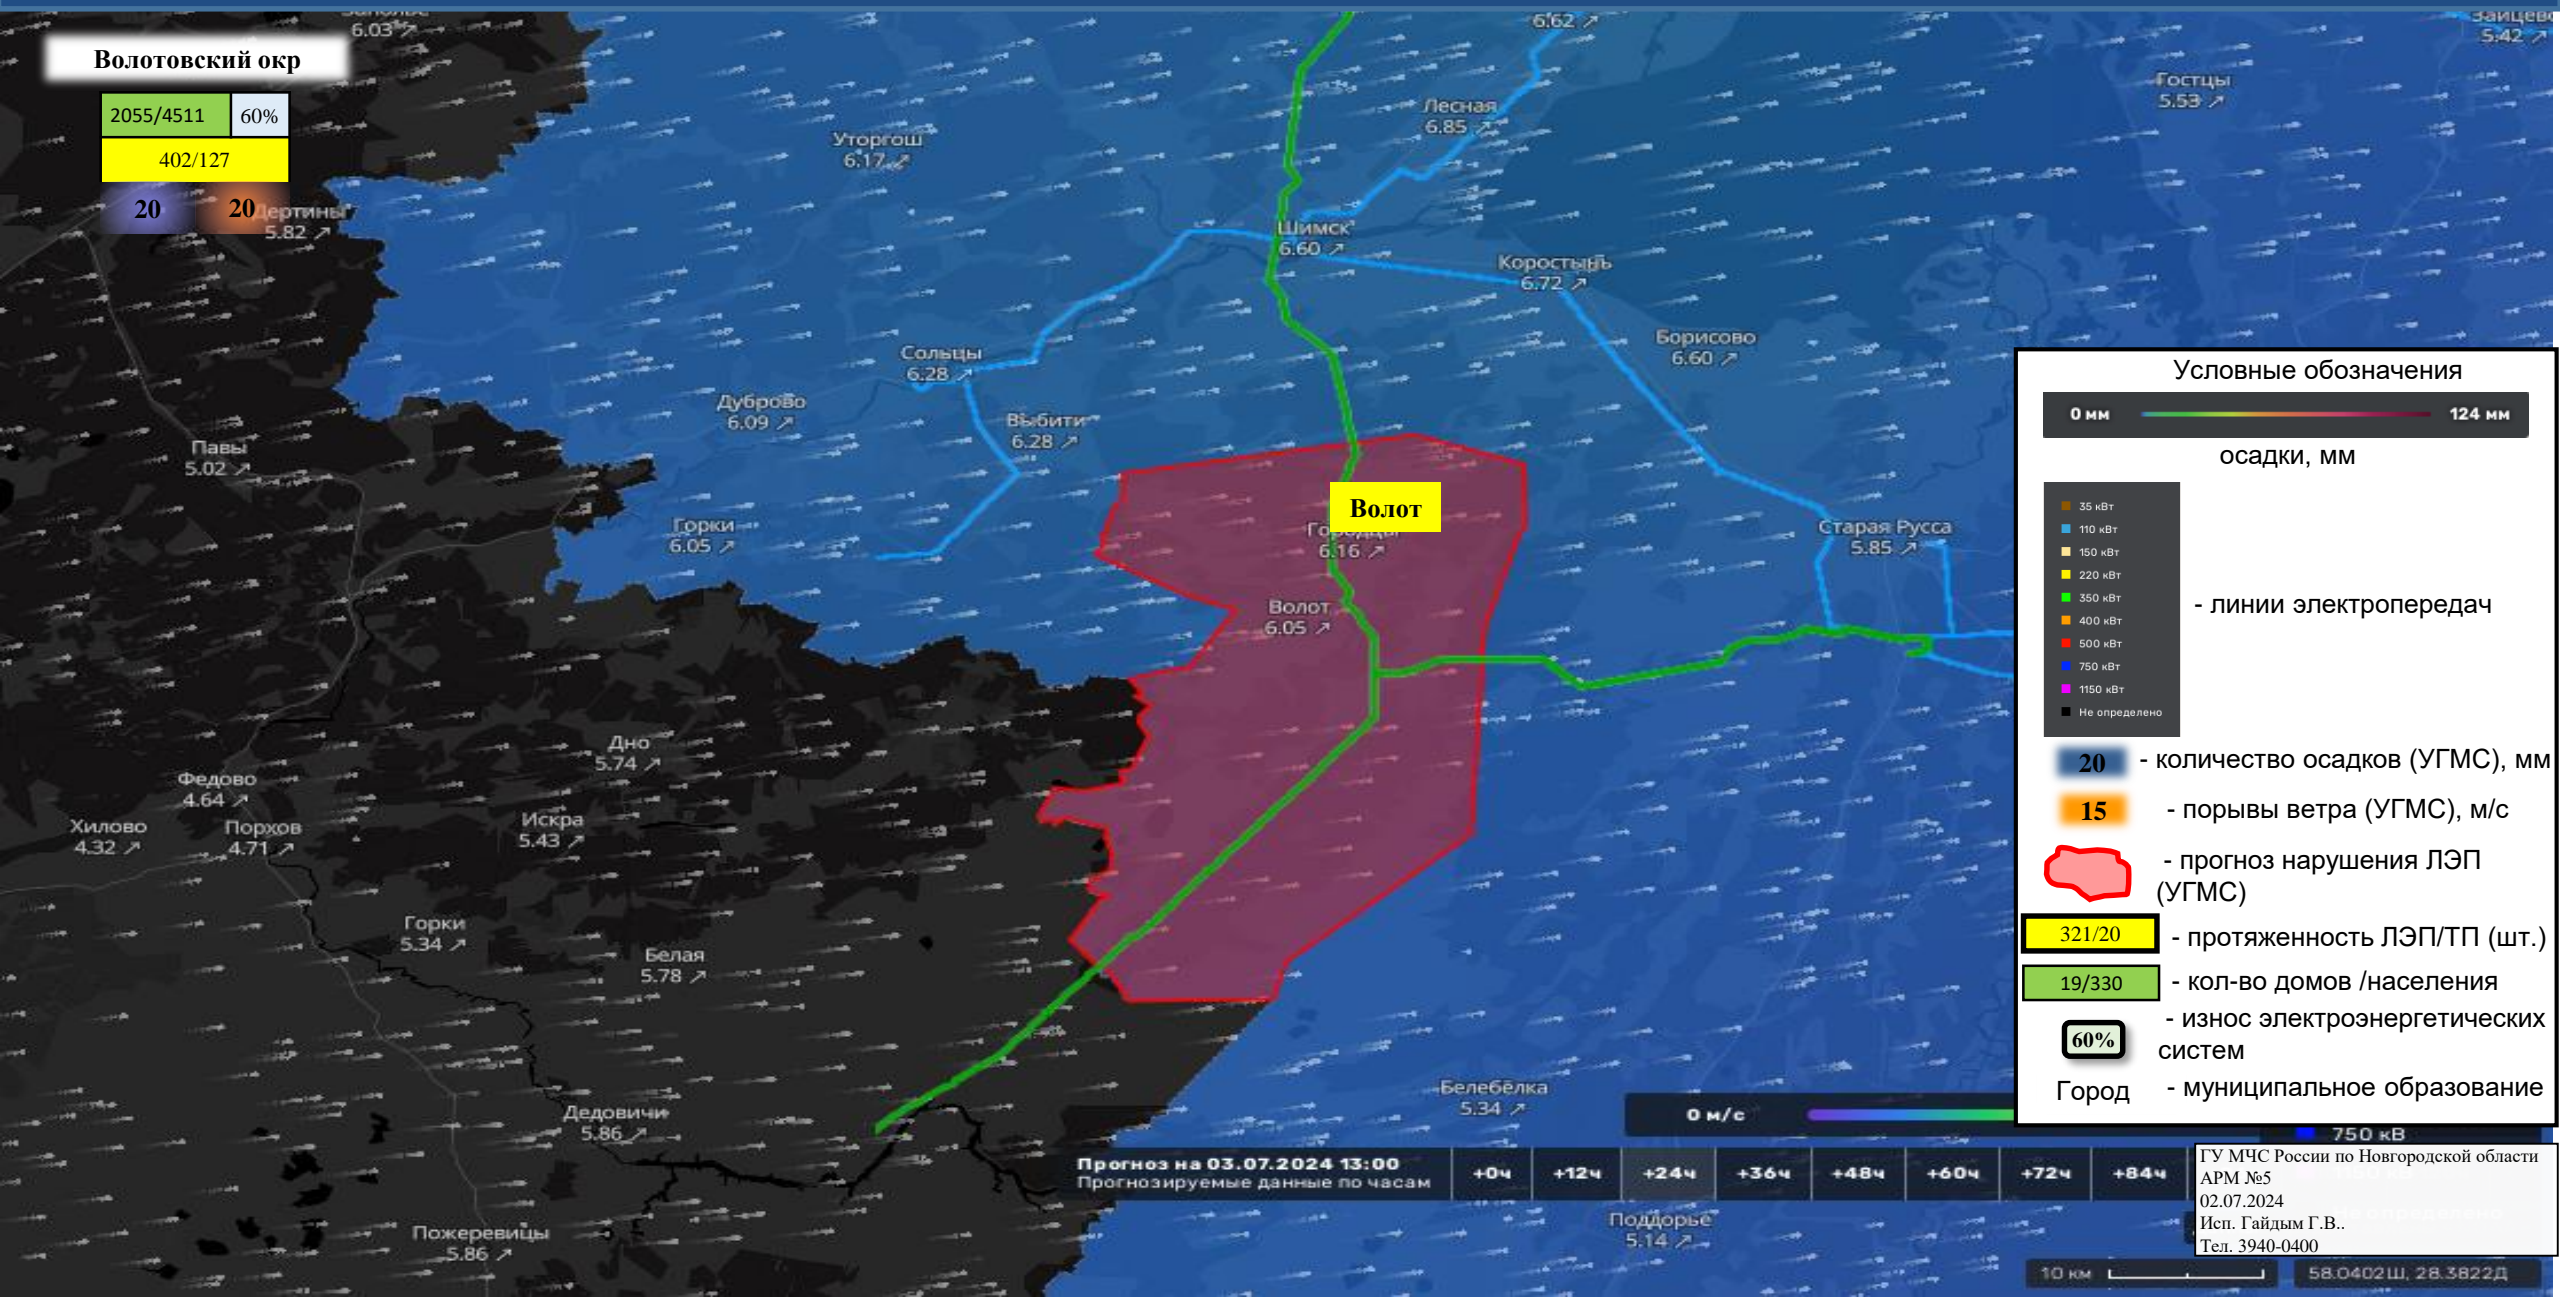 Заполье
6.03 ↗
6.62 ↗
Зайцево
5.42 ↗
Волотовский окр
2055/4511 60%
402/127
20 20
Дертины
5.82 ↗
Уторгош
6.17 ↗
Лесная
6.85 ↗
Гостцы
5.53 ↗
Шимск
6.60 ↗
Коростынь
6.72 ↗
Борисово
6.60 ↗
Сольцы
6.28 ↗
Дуброво
6.09 ↗
Выбити
6.28 ↗
Павы
5.02 ↗
Горки
6.05 ↗
Волот
Городцы
6.16 ↗
Старая Русса
5.85 ↗
Волот
6.05 ↗
Дно
5.74 ↗
Федово
4.64 ↗
Хилово
4.32 ↗
Порхов
4.71 ↗
Искра
5.43 ↗
Горки
5.34 ↗
Белая
5.78 ↗
Дедовичи
5.86 ↗
Белебёлка
5.34 ↗
Пожеревицы
5.86 ↗
Поддорье
5.14 ↗
Условные обозначения
0 мм 124 мм
осадки, мм
35 кВт
110 кВт
150 кВт
220 кВт
350 кВт
400 кВт
500 кВт
750 кВт
1150 кВт
Не определено
- линии электропередач
20 - количество осадков (УГМС), мм
15 - порывы ветра (УГМС), м/с
- прогноз нарушения ЛЭП
(УГМС)
321/20 - протяженность ЛЭП/ТП (шт.)
19/330 - кол-во домов /населения
60% - износ электроэнергетических
систем
Город - муниципальное образование
0 м/с
750 кВ
Прогноз на 03.07.2024 13:00
Прогнозируемые данные по часам
+0ч +12ч +24ч +36ч +48ч +60ч +72ч +84ч
ГУ МЧС России по Новгородской области
АРМ №5
02.07.2024
Исп. Гайдым Г.В..
Тел. 3940-0400
10 км
58.0402Ш, 28.3822Д